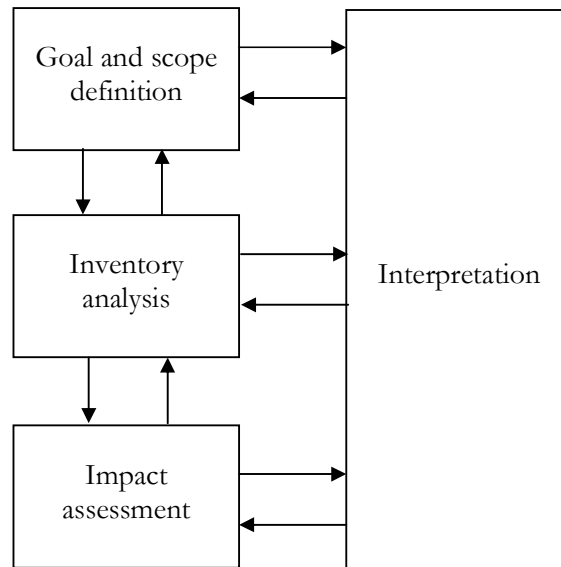 Goal and scope
definition
Inventory
analysis
Interpretation
Impact
assessment